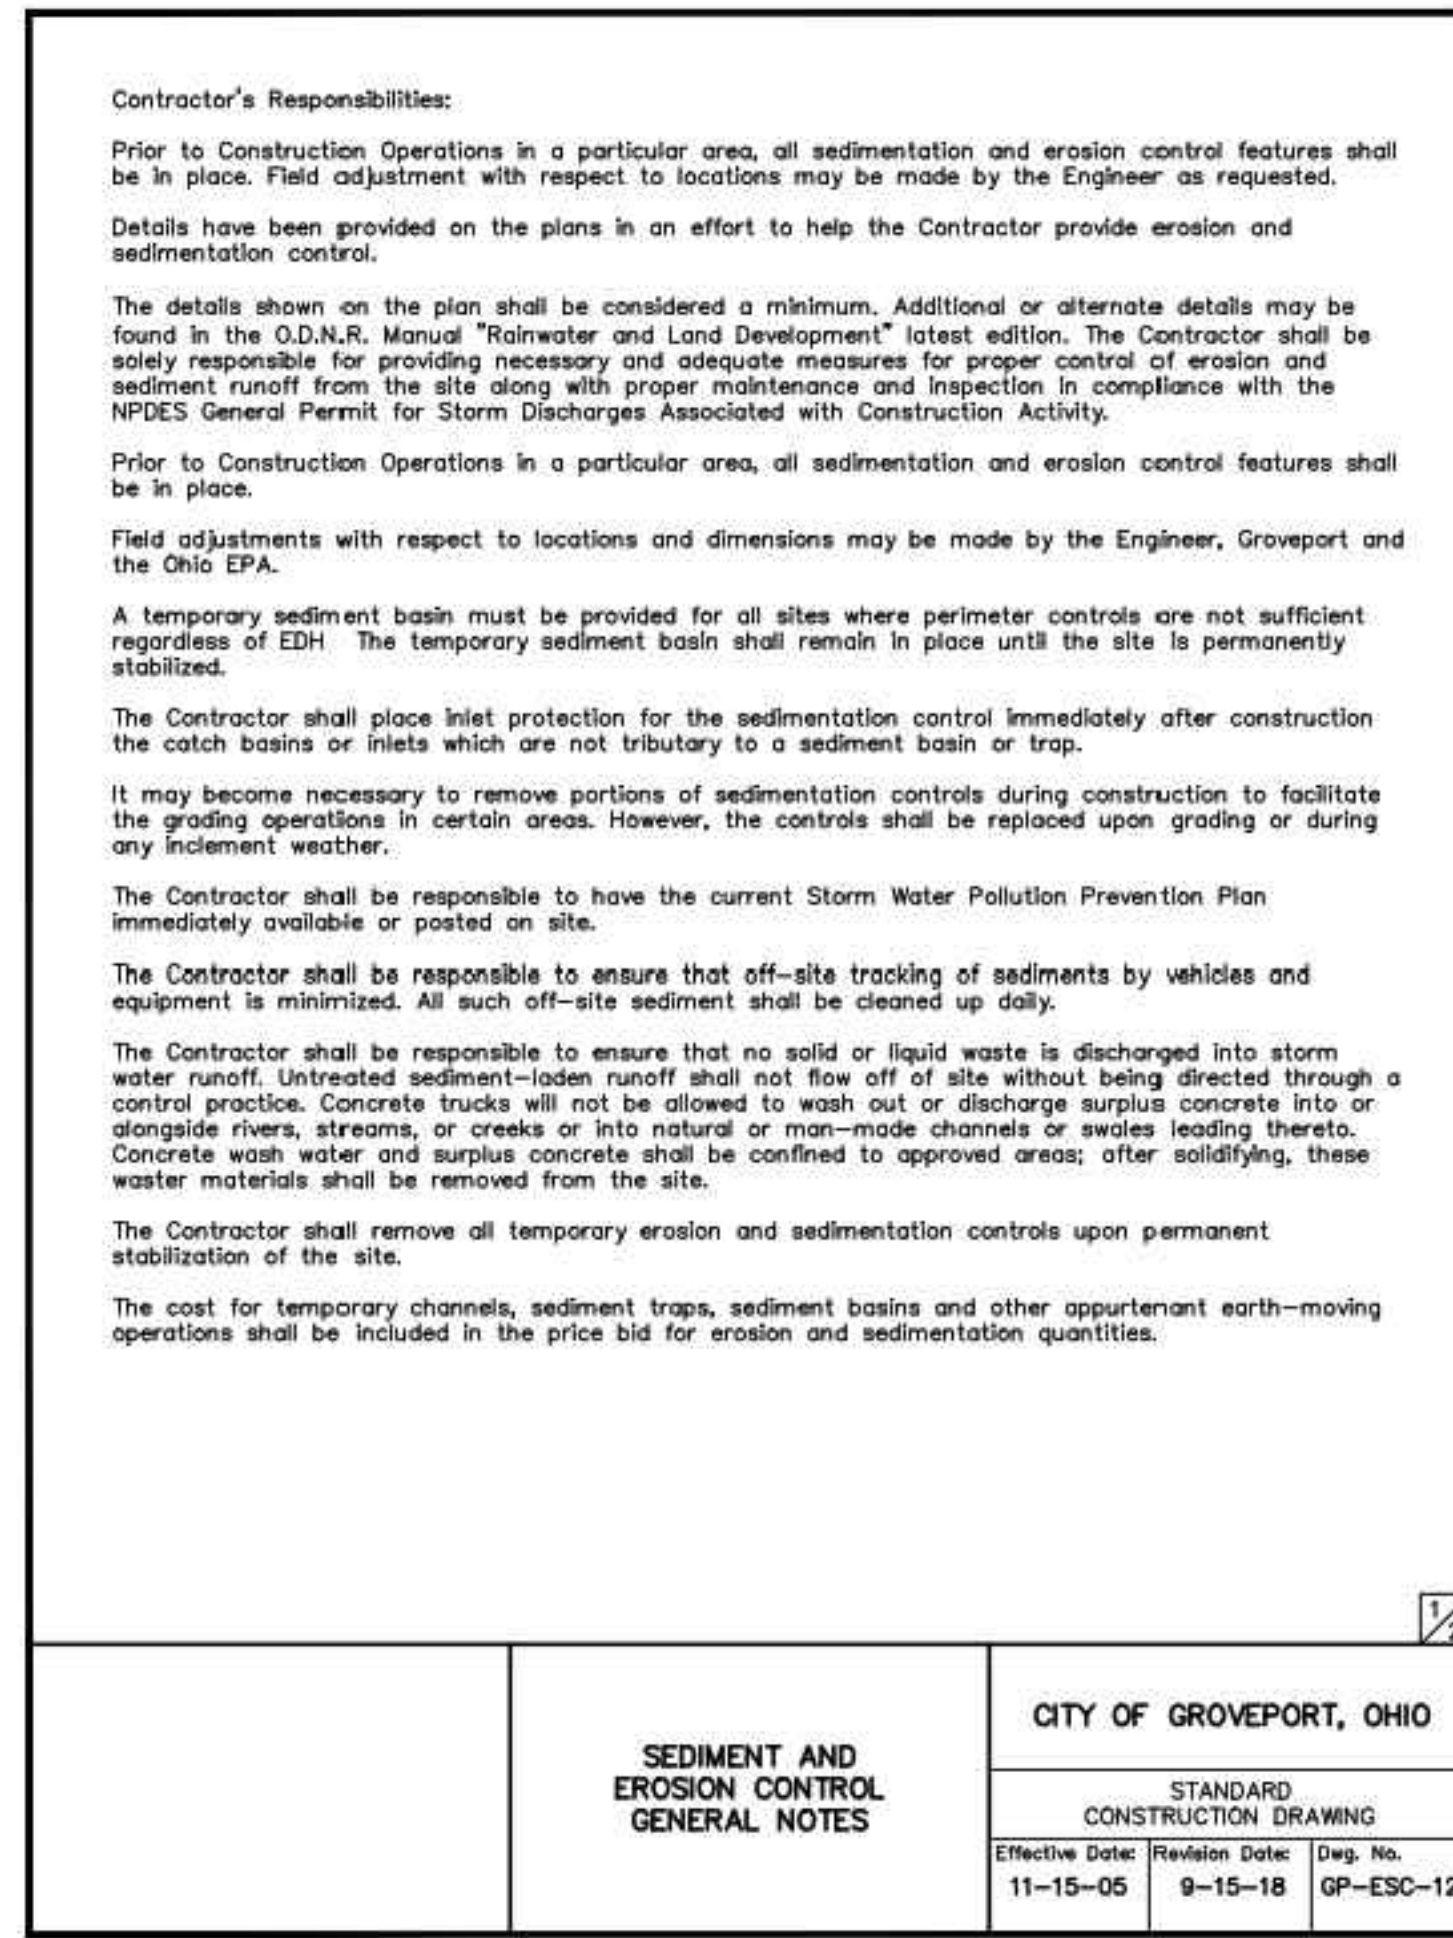 Contractor's Responsibilities:
Prior to Construction Operations in a particular area, all sedimentation and erosion control features shall
be in place. Field adjustment with respect to locations may be made by the Engineer as requested.
Details have been provided on the plans in an effort to help the Contractor provide erosion and
sedimentation control.
The details shown on the plan shall be considered a minimum. Additional or alternate details may be
found in the O.D.N.R. Manual "Rainwater and Land Development" latest edition. The Contractor shall be
solely responsible for providing necessary and adequate measures for proper control of erosion and
sediment runoff from the site along with proper maintenance and inspection in compliance with the
NPDES General Permit for Storm Discharges Associated with Construction Activity.
Prior to Construction Operations in a particular area, all sedimentation and erosion control features shall
be in place.
Field adjustments with respect to locations and dimensions may be made by the Engineer, Groveport and
the Ohio EPA.
A temporary sediment basin must be provided for all sites where perimeter controls are not sufficient
regardless of EDH The temporary sediment basin shall remain in place until the site is permanently
stabilized.
The Contractor shall place inlet protection for the sedimentation control immediately after construction
the catch basins or inlets which are not tributary to a sediment basin or trap.
It may become necessary to remove portions of sedimentation controls during construction to facilitate
the grading operations in certain areas. However, the controls shall be replaced upon grading or during
any inclement weather.
The Contractor shall be responsible to have the current Storm Water Pollution Prevention Plan
immediately available or posted on site.
The Contractor shall be responsible to ensure that off-site tracking of sediments by vehicles and
equipment is minimized. All such off-site sediment shall be cleaned up daily.
The Contractor shall be responsible to ensure that no solid or liquid waste is discharged into storm
water runoff. Untreated sediment-laden runoff shall not flow off of site without being directed through a
control practice. Concrete trucks will not be allowed to wash out or discharge surplus concrete into or
alongside rivers, streams, or creeks or into natural or man-made channels or swales leading thereto.
Concrete wash water and surplus concrete shall be confined to approved areas; after solidifying, these
waster materials shall be removed from the site.
The Contractor shall remove all temporary erosion and sedimentation controls upon permanent
stabilization of the site.
The cost for temporary channels, sediment traps, sediment basins and other appurtenant earth-moving
operations shall be included in the price bid for erosion and sedimentation quantities.
1/2
SEDIMENT AND
EROSION CONTROL
GENERAL NOTES
CITY OF GROVEPORT, OHIO
STANDARD
CONSTRUCTION DRAWING
Effective Date: Revision Date: Dwg. No.
11-15-05 9-15-18 GP-ESC-12